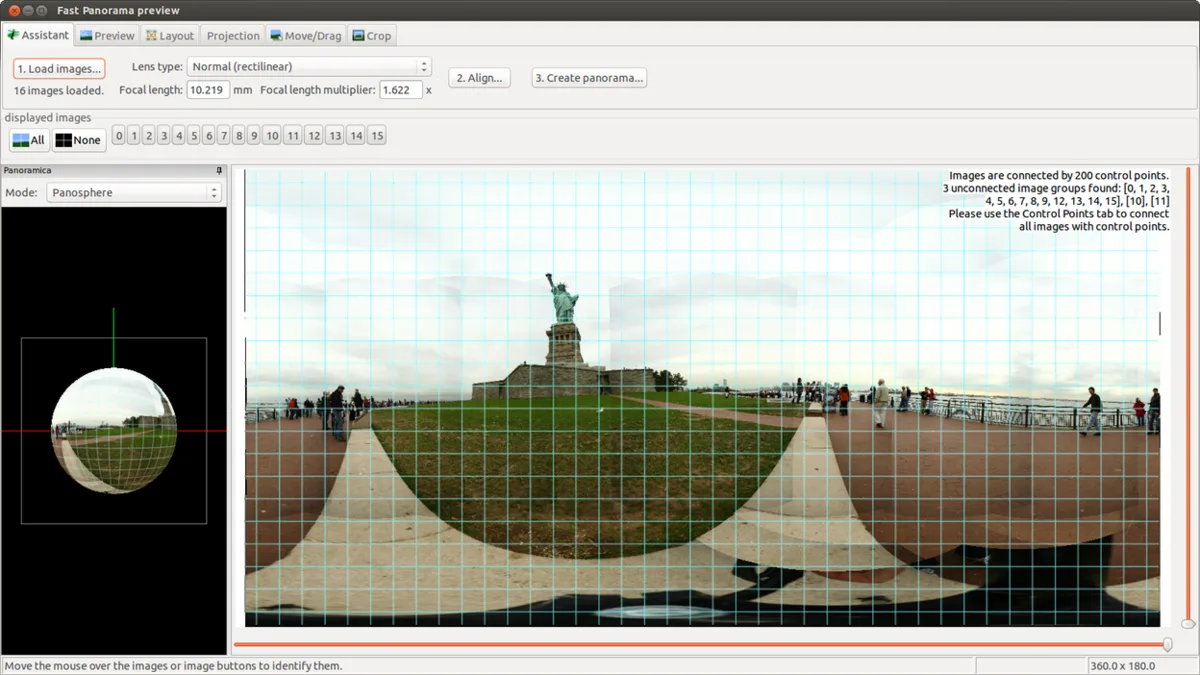 Fast Panorama preview
Assistant Preview Layout Projection Move/Drag Crop
1. Load images... Lens type: Normal (rectilinear) 2. Align... 3. Create panorama...
16 images loaded. Focal length: 10.219 mm Focal length multiplier: 1.622 x
displayed images
All None 0 1 2 3 4 5 6 7 8 9 10 11 12 13 14 15
Panoramica
Mode: Panosphere
Images are connected by 200 control points.
3 unconnected image groups found: [0, 1, 2, 3,
4, 5, 6, 7, 8, 9, 12, 13, 14, 15], [10], [11]
Please use the Control Points tab to connect
all images with control points.
Move the mouse over the images or image buttons to identify them. 360.0 x 180.0